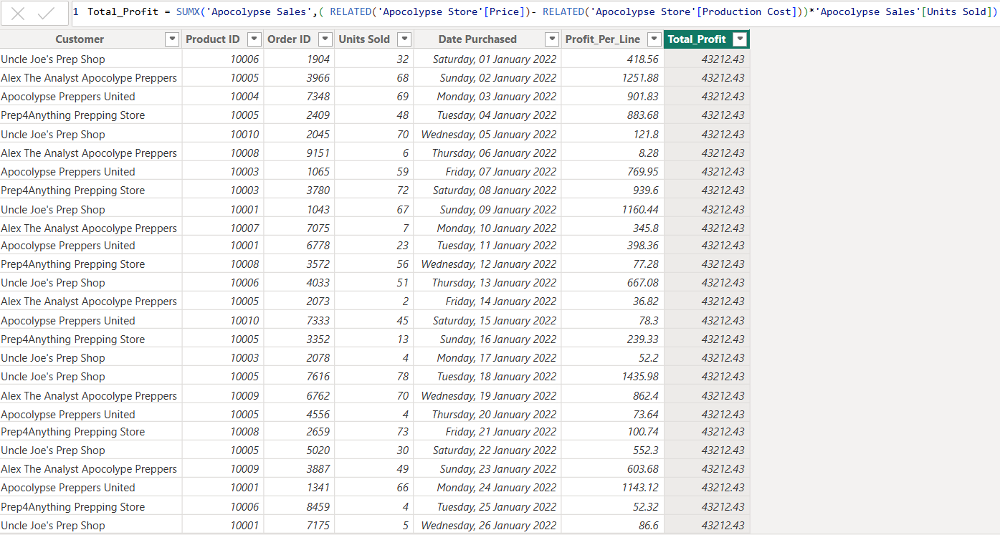 1 Total_Profit = SUMX('Apocolypse Sales',( RELATED('Apocolypse Store'[Price])- RELATED('Apocolypse Store'[Production Cost]))*'Apocolypse Sales'[Units Sold])
Customer Product ID Order ID Units Sold Date Purchased Profit_Per_Line Total_Profit
Uncle Joe's Prep Shop 10006 1904 32 Saturday, 01 January 2022 418.56 43212.43
Alex The Analyst Apocolype Preppers 10005 3966 68 Sunday, 02 January 2022 1251.88 43212.43
Apocolypse Preppers United 10004 7348 69 Monday, 03 January 2022 901.83 43212.43
Prep4Anything Prepping Store 10005 2409 48 Tuesday, 04 January 2022 883.68 43212.43
Uncle Joe's Prep Shop 10010 2045 70 Wednesday, 05 January 2022 121.8 43212.43
Alex The Analyst Apocolype Preppers 10008 9151 6 Thursday, 06 January 2022 8.28 43212.43
Apocolypse Preppers United 10003 1065 59 Friday, 07 January 2022 769.95 43212.43
Prep4Anything Prepping Store 10003 3780 72 Saturday, 08 January 2022 939.6 43212.43
Uncle Joe's Prep Shop 10001 1043 67 Sunday, 09 January 2022 1160.44 43212.43
Alex The Analyst Apocolype Preppers 10007 7075 7 Monday, 10 January 2022 345.8 43212.43
Apocolypse Preppers United 10001 6778 23 Tuesday, 11 January 2022 398.36 43212.43
Prep4Anything Prepping Store 10008 3572 56 Wednesday, 12 January 2022 77.28 43212.43
Uncle Joe's Prep Shop 10006 4033 51 Thursday, 13 January 2022 667.08 43212.43
Alex The Analyst Apocolype Preppers 10005 2073 2 Friday, 14 January 2022 36.82 43212.43
Apocolypse Preppers United 10010 7333 45 Saturday, 15 January 2022 78.3 43212.43
Prep4Anything Prepping Store 10005 3352 13 Sunday, 16 January 2022 239.33 43212.43
Uncle Joe's Prep Shop 10003 2078 4 Monday, 17 January 2022 52.2 43212.43
Uncle Joe's Prep Shop 10005 7616 78 Tuesday, 18 January 2022 1435.98 43212.43
Alex The Analyst Apocolype Preppers 10009 6762 70 Wednesday, 19 January 2022 862.4 43212.43
Apocolypse Preppers United 10005 4556 4 Thursday, 20 January 2022 73.64 43212.43
Prep4Anything Prepping Store 10008 2659 73 Friday, 21 January 2022 100.74 43212.43
Uncle Joe's Prep Shop 10005 5020 30 Saturday, 22 January 2022 552.3 43212.43
Alex The Analyst Apocolype Preppers 10009 3887 49 Sunday, 23 January 2022 603.68 43212.43
Apocolypse Preppers United 10001 1341 66 Monday, 24 January 2022 1143.12 43212.43
Prep4Anything Prepping Store 10006 8459 4 Tuesday, 25 January 2022 52.32 43212.43
Uncle Joe's Prep Shop 10001 7175 5 Wednesday, 26 January 2022 86.6 43212.43